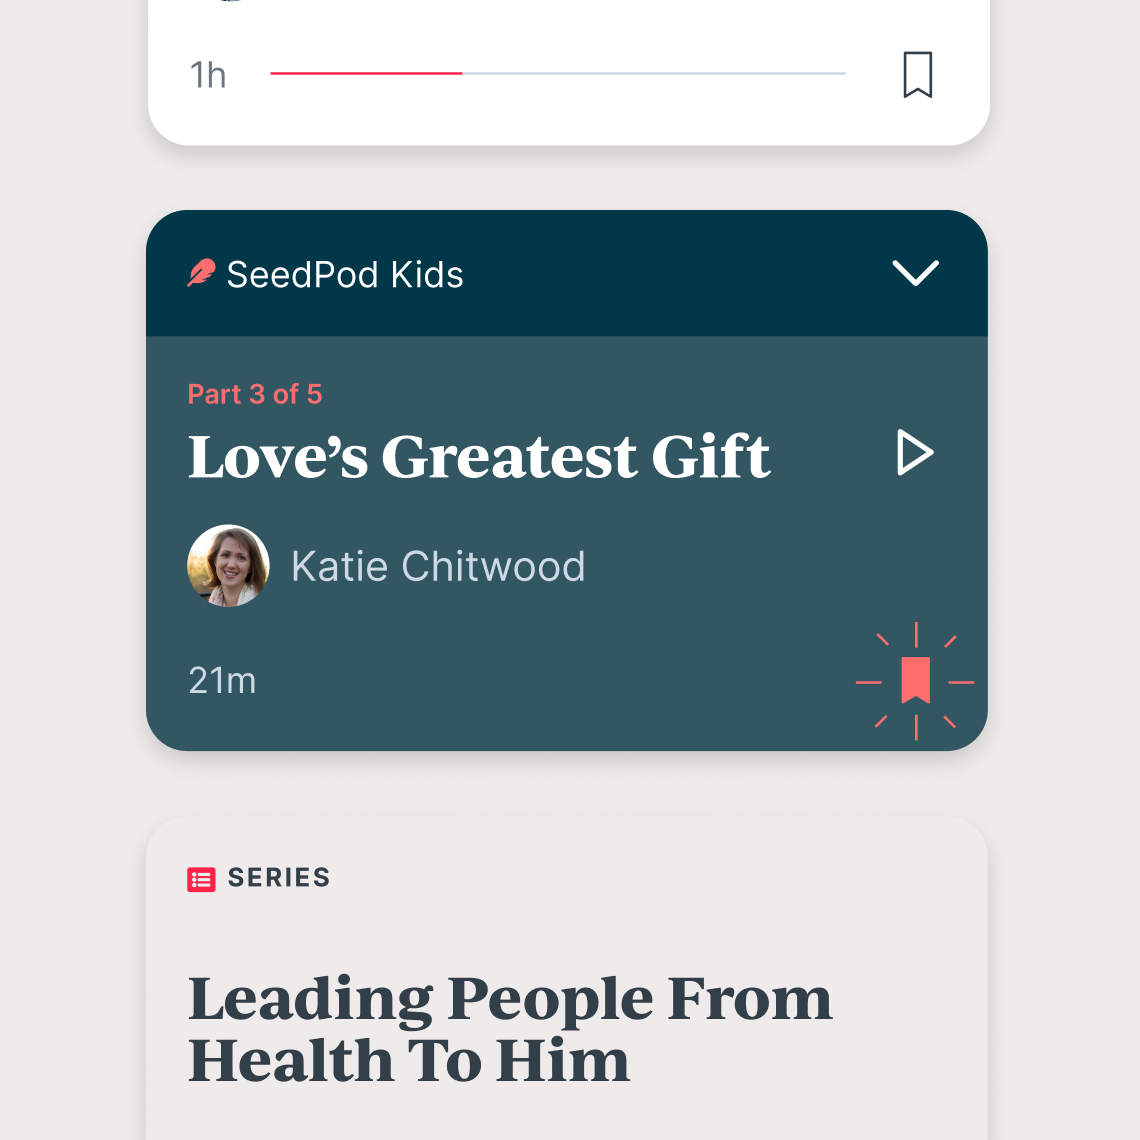 1h
SeedPod Kids
Part 3 of 5
Love’s Greatest Gift
Katie Chitwood
21m
SERIES
Leading People From
Health To Him